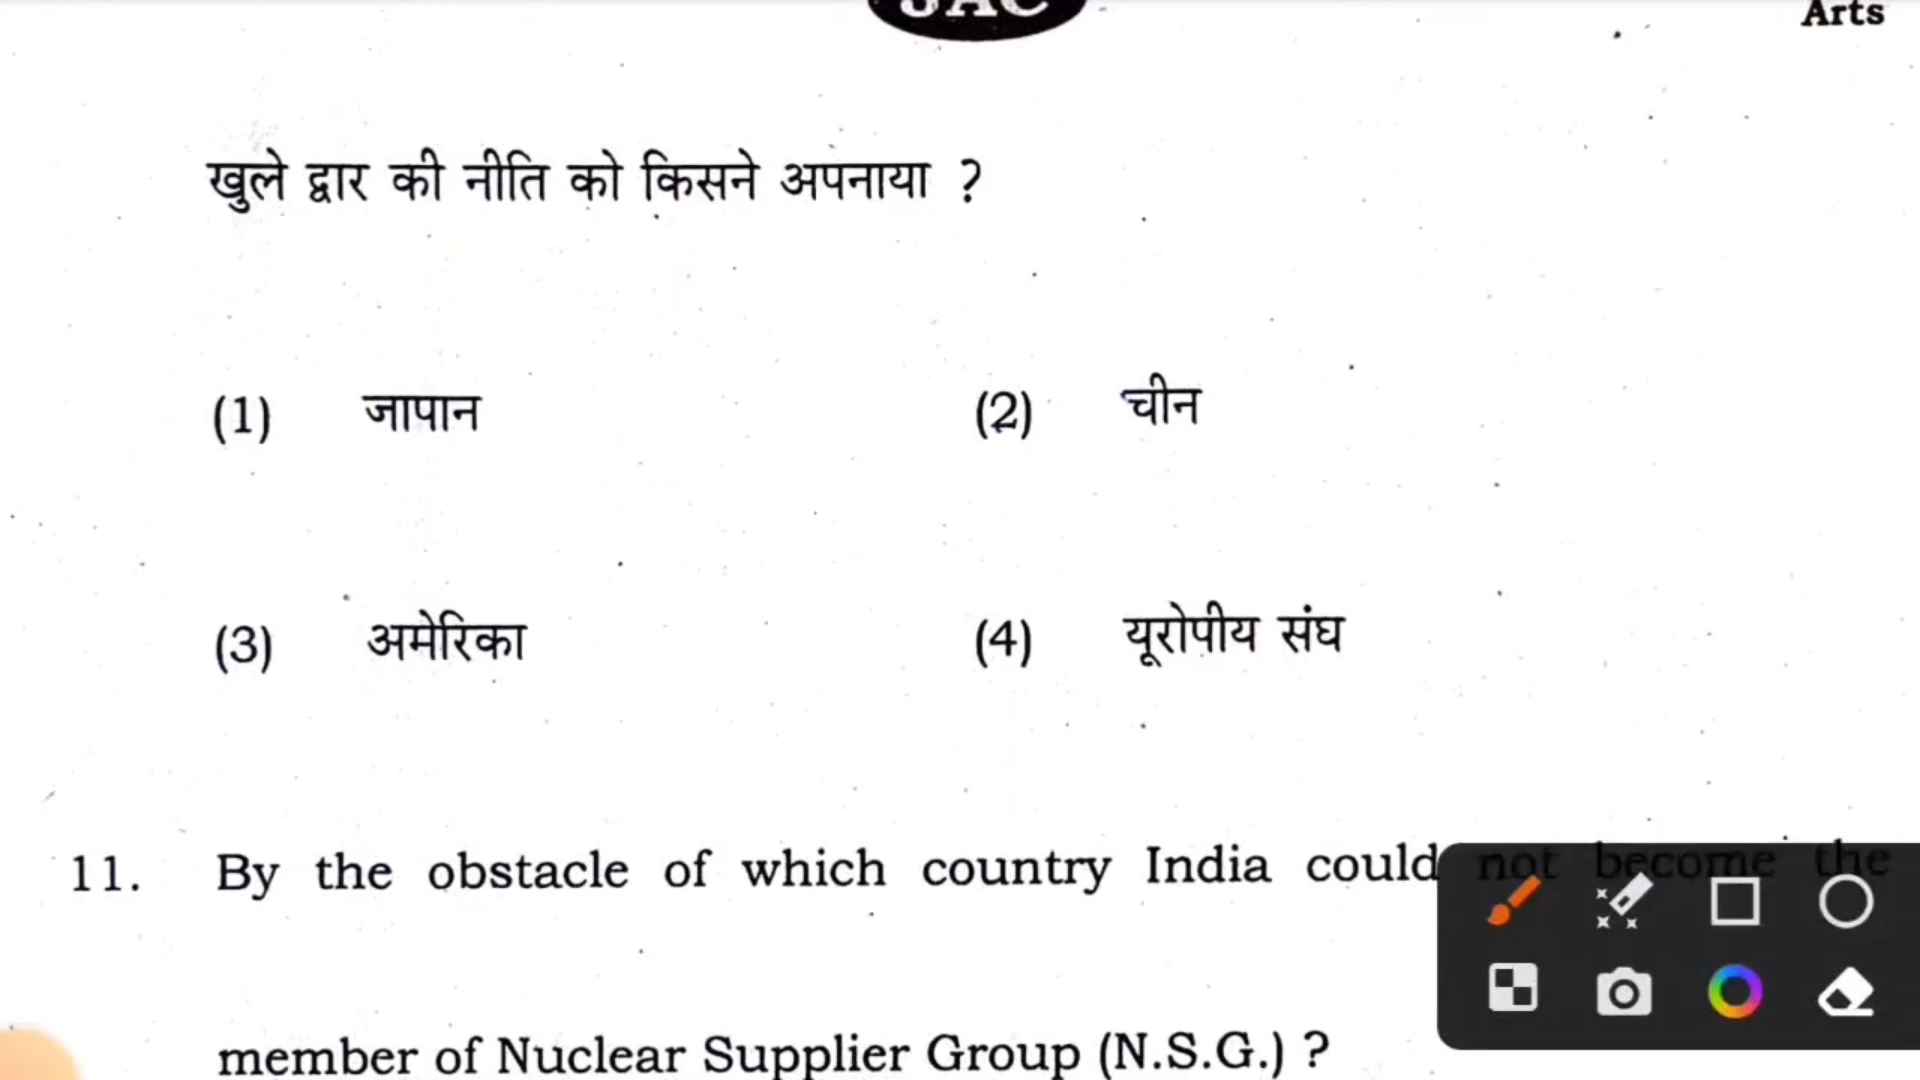 JAC
Arts
खुले द्वार की नीति को किसने अपनाया ?
(1) जापान
(2) चीन
(3) अमेरिका
(4) यूरोपीय संघ
11. By the obstacle of which country India could not become the
member of Nuclear Supplier Group (N.S.G.) ?